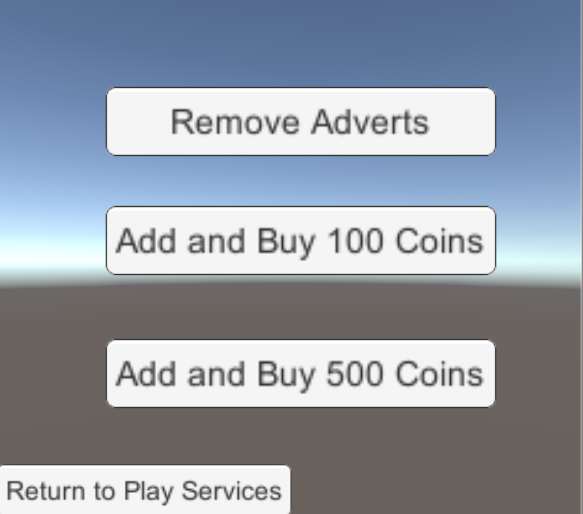 Remove Adverts
Add and Buy 100 Coins
Add and Buy 500 Coins
Return to Play Services